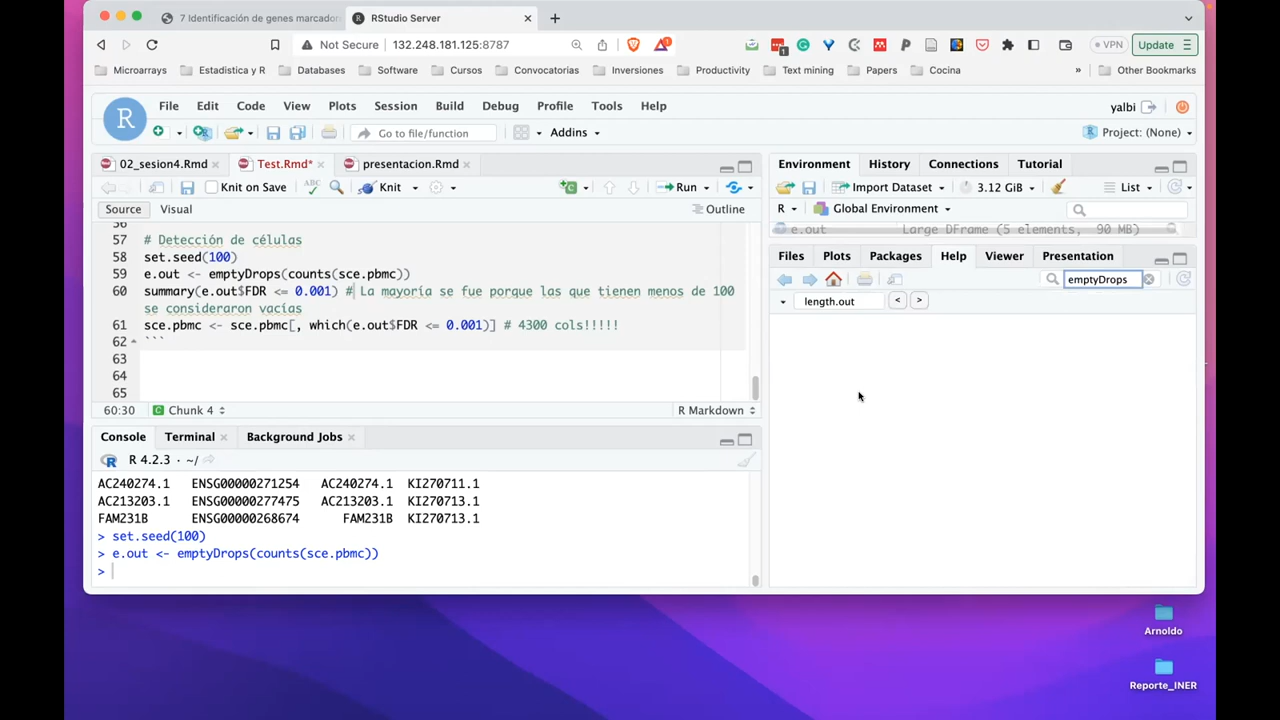 7 Identificación de genes marcador
RStudio Server
Not Secure
132.248.181.125:8787
1
VPN
Update
Microarrays
Estadistica y R
Databases
Software
Cursos
Convocatorias
Inversiones
Productivity
Text mining
Papers
Cocina
»
Other Bookmarks
R
File
Edit
Code
View
Plots
Session
Build
Debug
Profile
Tools
Help
yalbi
Go to file/function
Addins
Project: (None)
02_sesion4.Rmd
Test.Rmd*
presentacion.Rmd
Knit on Save
Knit
Run
Source
Visual
Outline
56
57 # Detección de células
58 set.seed(100)
59 e.out <- emptyDrops(counts(sce.pbmc))
60 summary(e.out$FDR <= 0.001) # La mayoría se fue porque las que tienen menos de 100
se consideraron vacías
61 sce.pbmc <- sce.pbmc[, which(e.out$FDR <= 0.001)] # 4300 cols!!!!!
62 ```
63
64
65
60:30
Chunk 4
R Markdown
Console
Terminal
Background Jobs
R 4.2.3 · ~/
AC240274.1 ENSG00000271254 AC240274.1 KI270711.1
AC213203.1 ENSG00000277475 AC213203.1 KI270713.1
FAM231B ENSG00000268674 FAM231B KI270713.1
> set.seed(100)
> e.out <- emptyDrops(counts(sce.pbmc))
>
Environment
History
Connections
Tutorial
Import Dataset
3.12 GiB
List
R
Global Environment
e.out Large DFrame (5 elements, 90 MB)
Files
Plots
Packages
Help
Viewer
Presentation
emptyDrops
length.out
<
>
Arnoldo
Reporte_INER